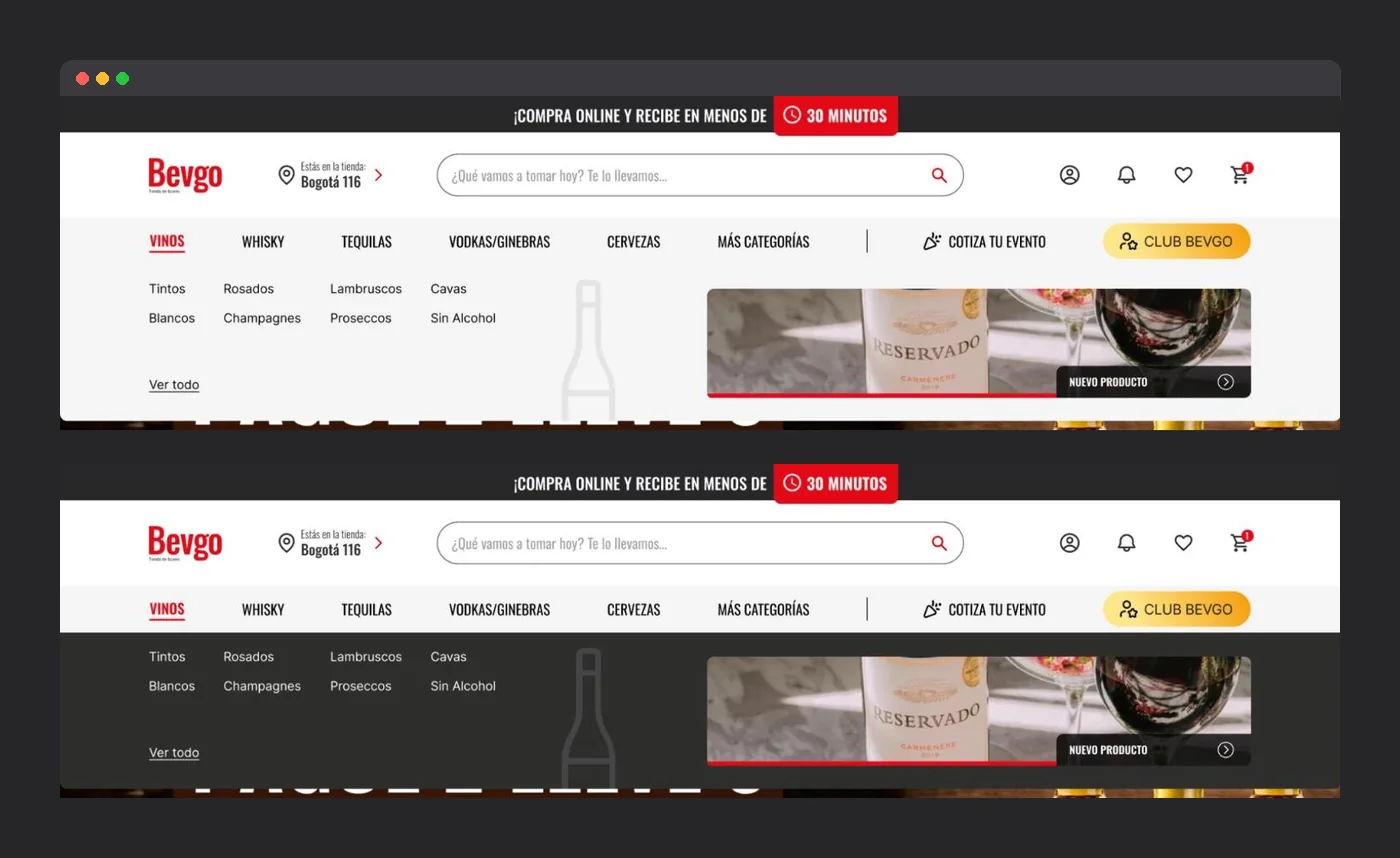 ¡COMPRA ONLINE Y RECIBE EN MENOS DE 30 MINUTOS
Bevgo
Estás en la tienda:
Bogotá 116
¿Qué vamos a tomar hoy? Te lo llevamos...
1
VINOS WHISKY TEQUILAS VODKAS/GINEBRAS CERVEZAS MÁS CATEGORÍAS COTIZA TU EVENTO CLUB BEVGO
Tintos Rosados Lambruscos Cavas
Blancos Champagnes Proseccos Sin Alcohol
Ver todo
RESERVADO
CARMENERE
NUEVO PRODUCTO
¡COMPRA ONLINE Y RECIBE EN MENOS DE 30 MINUTOS
Bevgo
Estás en la tienda:
Bogotá 116
¿Qué vamos a tomar hoy? Te lo llevamos...
1
VINOS WHISKY TEQUILAS VODKAS/GINEBRAS CERVEZAS MÁS CATEGORÍAS COTIZA TU EVENTO CLUB BEVGO
Tintos Rosados Lambruscos Cavas
Blancos Champagnes Proseccos Sin Alcohol
Ver todo
RESERVADO
CARMENERE
NUEVO PRODUCTO